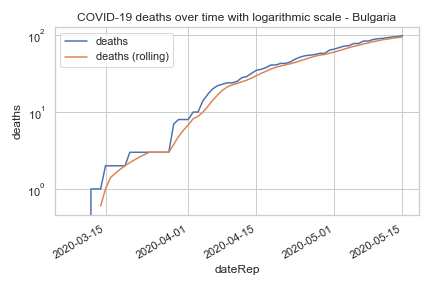 COVID-19 deaths over time with logarithmic scale - Bulgaria
deaths
deaths (rolling)
10²
10¹
10⁰
deaths
2020-03-15
2020-04-01
2020-04-15
2020-05-01
2020-05-15
dateRep